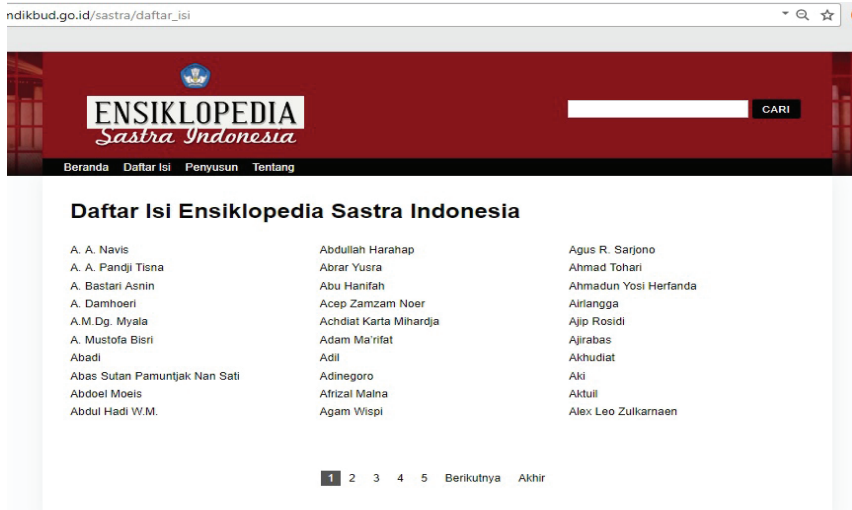 ndikbud.go.id/sastra/daftar_isi
ENSIKLOPEDIA
Sastra Indonesia
CARI
Beranda Daftar Isi Penyusun Tentang
Daftar Isi Ensiklopedia Sastra Indonesia
A. A. Navis
A. A. Pandji Tisna
A. Bastari Asnin
A. Damhoeri
A.M.Dg. Myala
A. Mustofa Bisri
Abadi
Abas Sutan Pamuntjak Nan Sati
Abdoel Moeis
Abdul Hadi W.M.
Abdullah Harahap
Abrar Yusra
Abu Hanifah
Acep Zamzam Noer
Achdiat Karta Mihardja
Adam Ma'rifat
Adil
Adinegoro
Afrizal Malna
Agam Wispi
Agus R. Sarjono
Ahmad Tohari
Ahmadun Yosi Herfanda
Airlangga
Ajip Rosidi
Ajirabas
Akhudiat
Aki
Aktuil
Alex Leo Zulkarnaen
1 2 3 4 5 Berikutnya Akhir